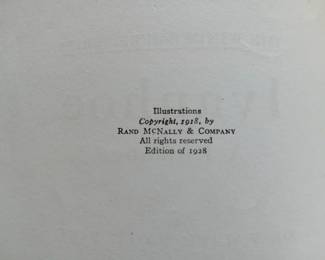 Illustrations
Copyright, 1918, by
RAND MCNALLY & COMPANY
All rights reserved
Edition of 1928